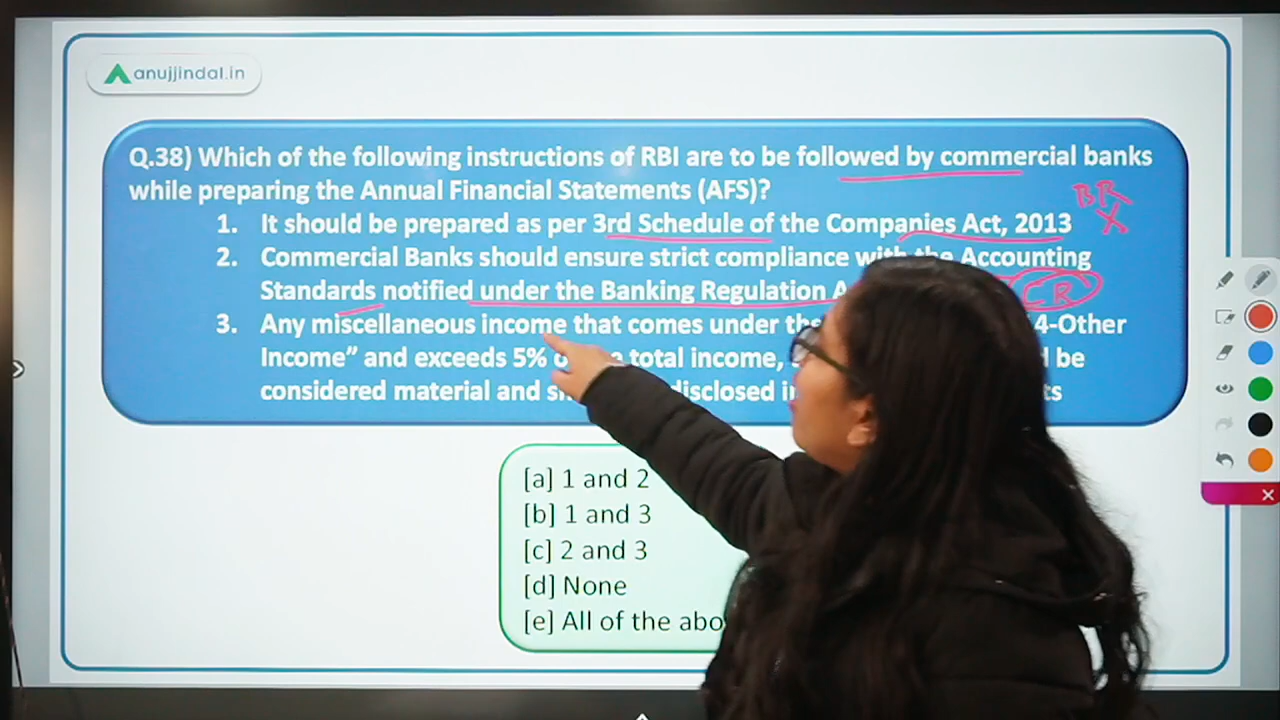 anujjindal.in
Q.38) Which of the following instructions of RBI are to be followed by commercial banks
while preparing the Annual Financial Statements (AFS)?
BR
1. It should be prepared as per 3rd Schedule of the Companies Act, 2013 X
2. Commercial Banks should ensure strict compliance with the Accounting
Standards notified under the Banking Regulation CR
3. Any miscellaneous income that comes under 4-Other
Income” and exceeds 5% total income, be
considered material and disclosed
[a] 1 and 2
[b] 1 and 3
[c] 2 and 3
[d] None
[e] All of the